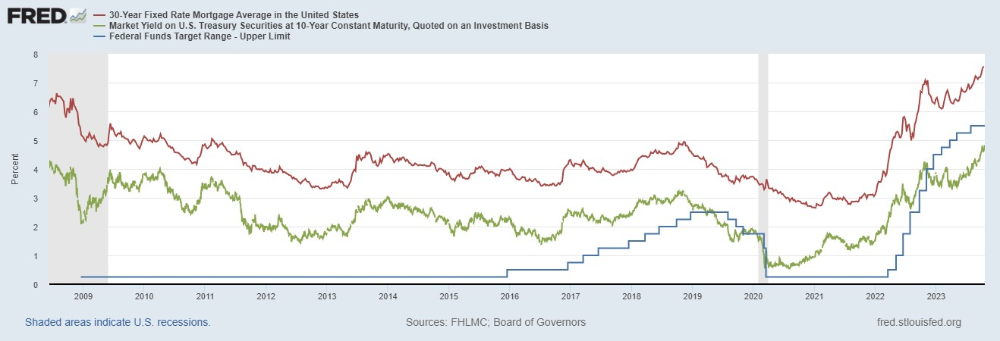 FRED
30-Year Fixed Rate Mortgage Average in the United States
Market Yield on U.S. Treasury Securities at 10-Year Constant Maturity, Quoted on an Investment Basis
Federal Funds Target Range - Upper Limit
8
7
6
5
4
3
2
1
0
Percent
2009 2010 2011 2012 2013 2014 2015 2016 2017 2018 2019 2020 2021 2022 2023
Shaded areas indicate U.S. recessions. Sources: FHLMC; Board of Governors fred.stlouisfed.org